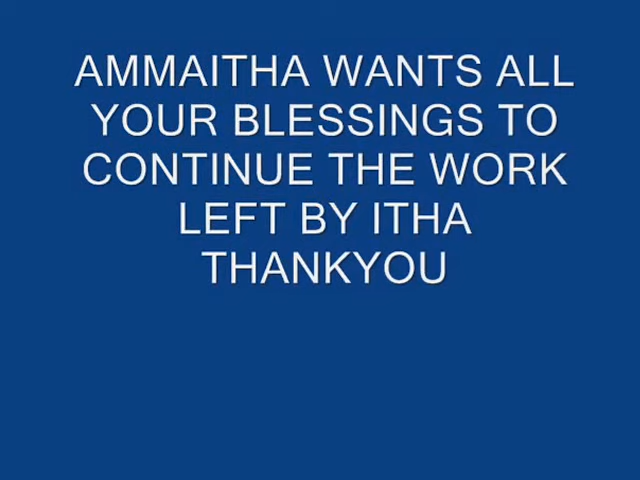 AMMAITHA WANTS ALL
YOUR BLESSINGS TO
CONTINUE THE WORK
LEFT BY ITHA
THANKYOU